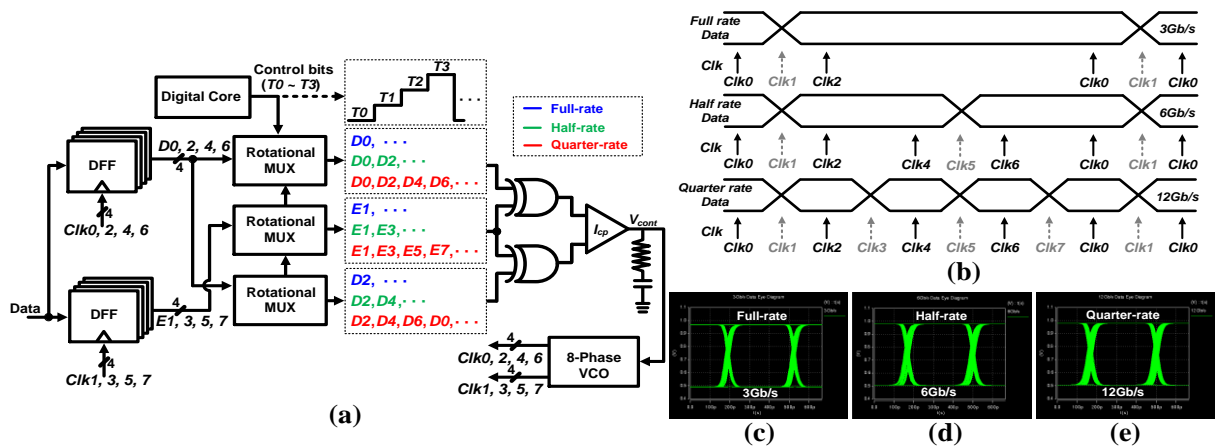 Digital Core
Control bits
(T0 ~ T3)
T0
T1
T2
T3
. . .
Full-rate
Half-rate
Quarter-rate
DFF
4
Clk0, 2, 4, 6
D0, 2, 4, 6
4
Rotational
MUX
D0, · · ·
D0, D2, · · ·
D0, D2, D4, D6, · · ·
Rotational
MUX
E1, · · ·
E1, E3, · · ·
E1, E3, E5, E7, · · ·
Rotational
MUX
D2, · · ·
D2, D4, · · ·
D2, D4, D6, D0, · · ·
Data
DFF
4
Clk1, 3, 5, 7
4
E1, 3, 5, 7
Icp
Vcont
8-Phase
VCO
4
Clk0, 2, 4, 6
4
Clk1, 3, 5, 7
(a)
Full rate
Data
3Gb/s
Clk
Clk0 Clk1 Clk2 Clk0 Clk1 Clk0
Half rate
Data
6Gb/s
Clk
Clk0 Clk1 Clk2 Clk4 Clk5 Clk6 Clk0 Clk1 Clk0
Quarter rate
Data
12Gb/s
Clk
Clk0 Clk1 Clk2 Clk3 Clk4 Clk5 Clk6 Clk7 Clk0 Clk1 Clk0
(b)
Full-rate
3Gb/s
(c)
Half-rate
6Gb/s
(d)
Quarter-rate
12Gb/s
(e)